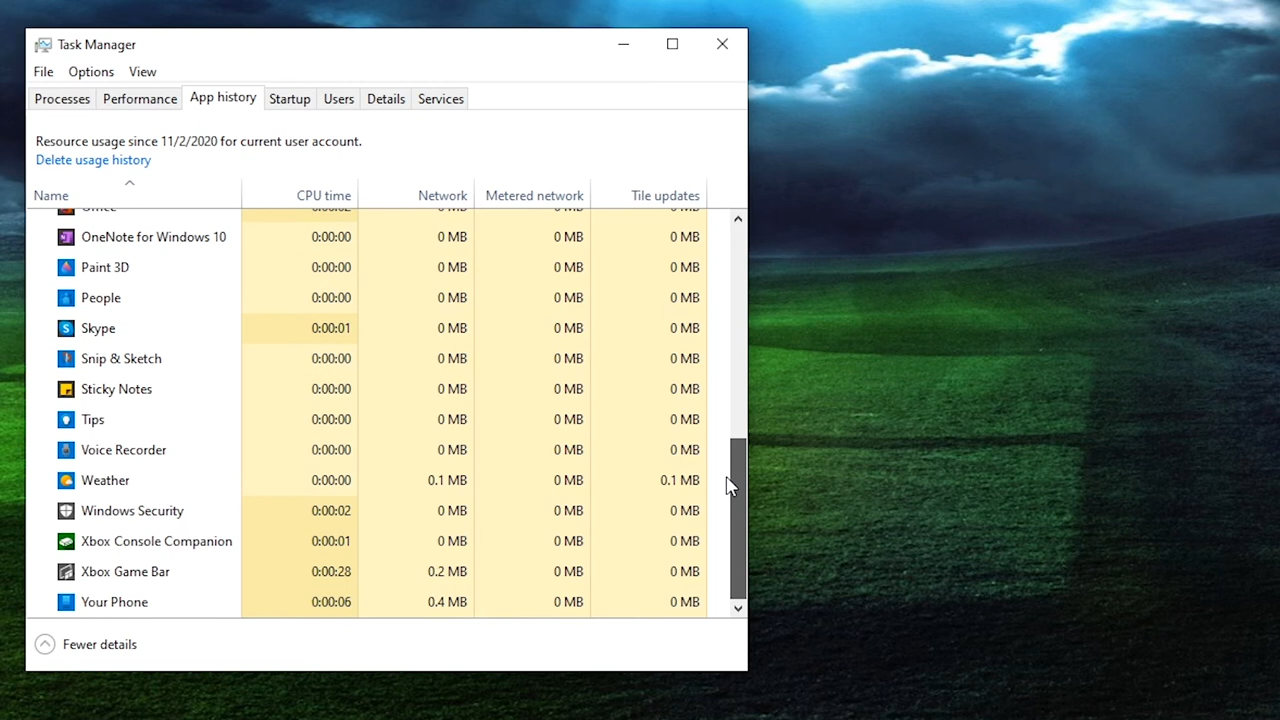 Task Manager
File Options View
Processes Performance App history Startup Users Details Services
Resource usage since 11/2/2020 for current user account.
Delete usage history
Name CPU time Network Metered network Tile updates
OneNote for Windows 10 0:00:00 0 MB 0 MB 0 MB
Paint 3D 0:00:00 0 MB 0 MB 0 MB
People 0:00:00 0 MB 0 MB 0 MB
Skype 0:00:01 0 MB 0 MB 0 MB
Snip & Sketch 0:00:00 0 MB 0 MB 0 MB
Sticky Notes 0:00:00 0 MB 0 MB 0 MB
Tips 0:00:00 0 MB 0 MB 0 MB
Voice Recorder 0:00:00 0 MB 0 MB 0 MB
Weather 0:00:00 0.1 MB 0 MB 0.1 MB
Windows Security 0:00:02 0 MB 0 MB 0 MB
Xbox Console Companion 0:00:01 0 MB 0 MB 0 MB
Xbox Game Bar 0:00:28 0.2 MB 0 MB 0 MB
Your Phone 0:00:06 0.4 MB 0 MB 0 MB
Fewer details